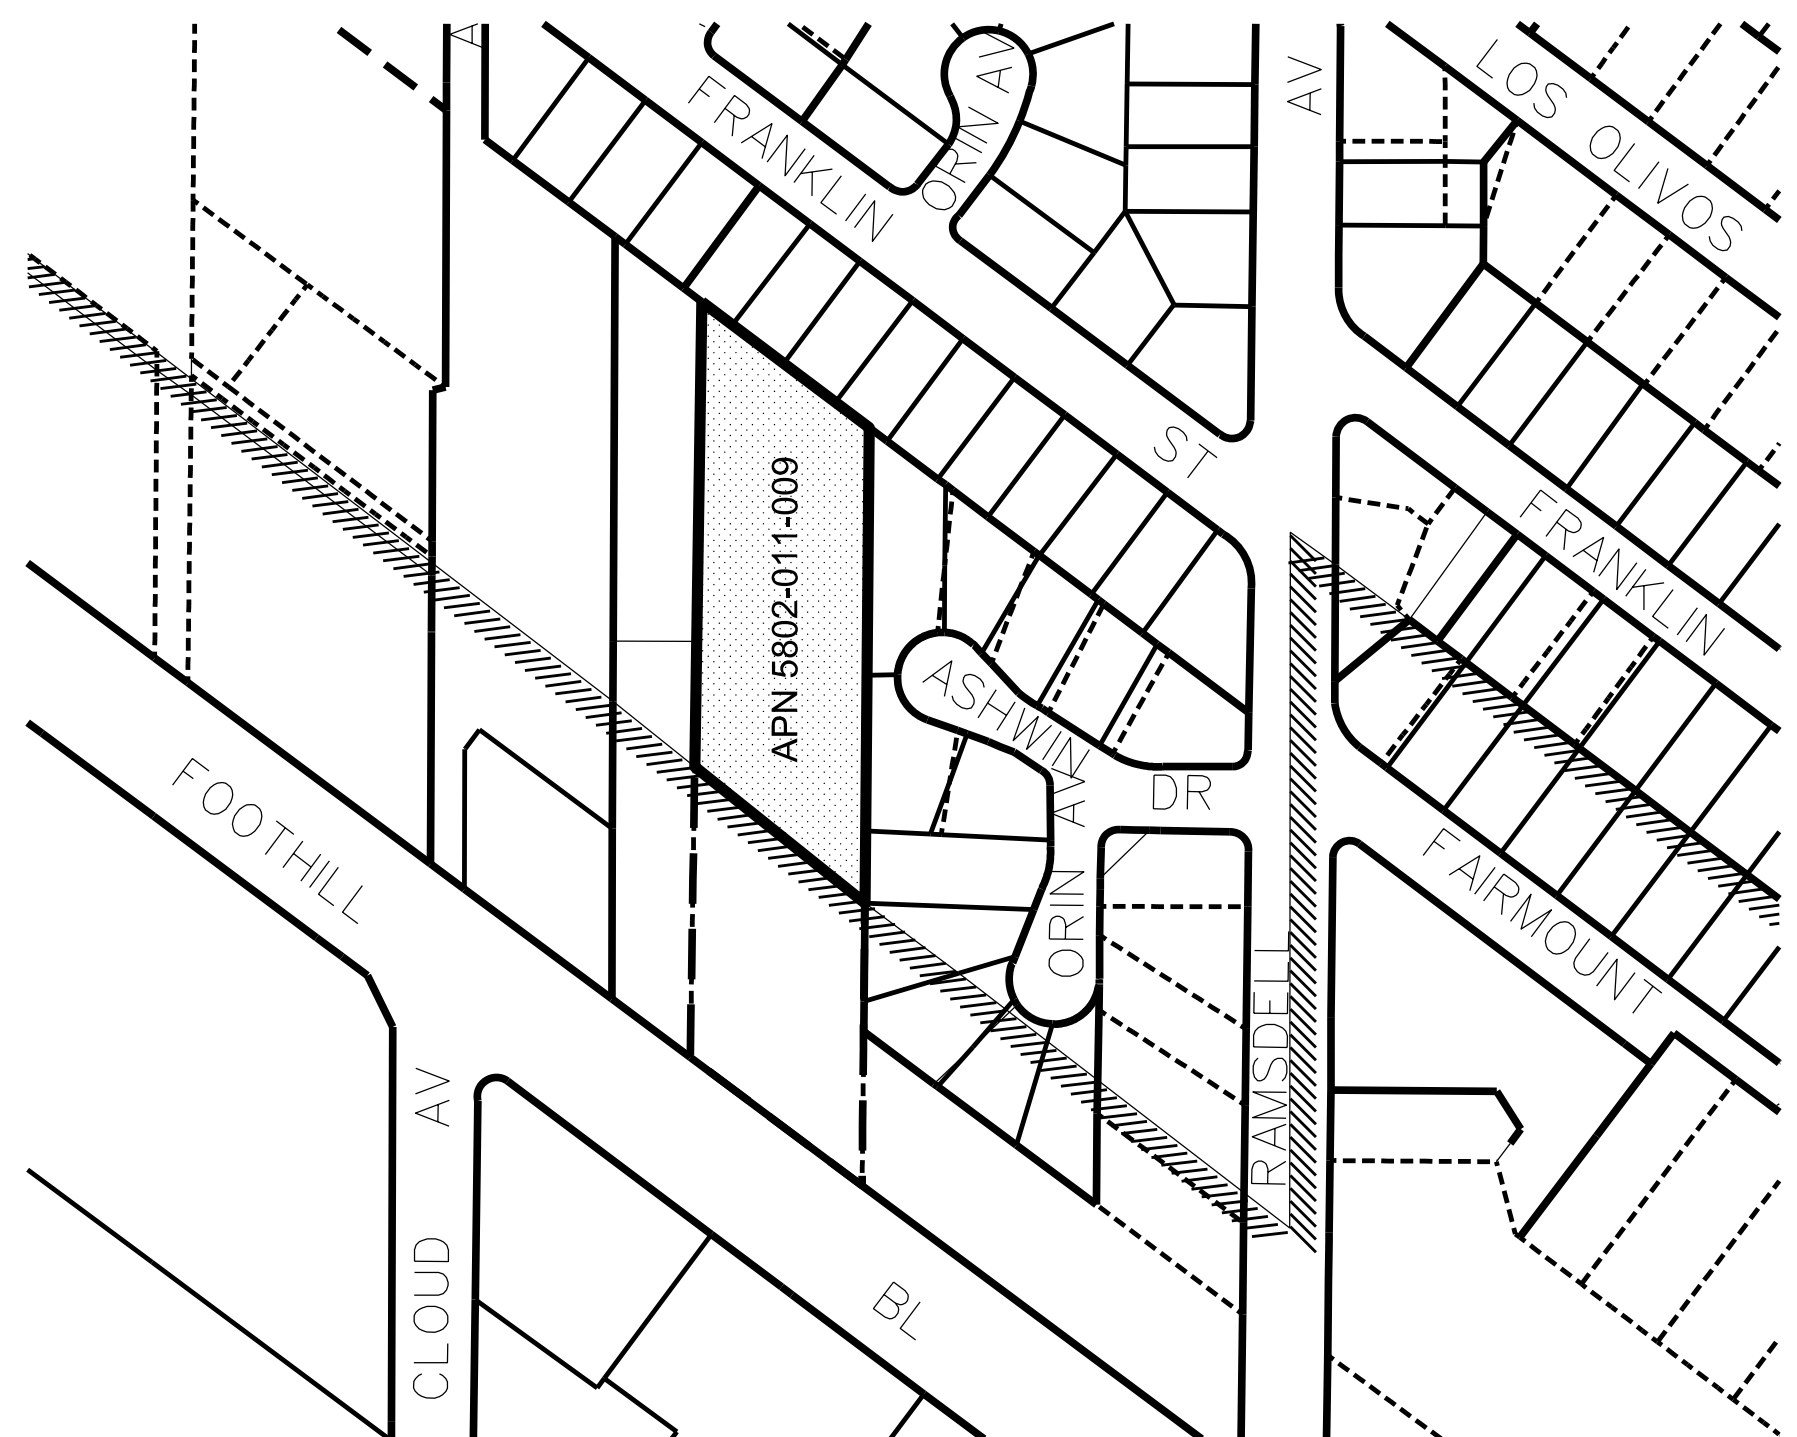 A
FRANKLIN
ST
ORIN AV
AV
LOS OLIVOS
FRANKLIN
APN 5802-011-009
ASHWIN
DR
ORIN AV
FAIRMOUNT
RAMSDELL
FOOTHILL
BL
CLOUD AV